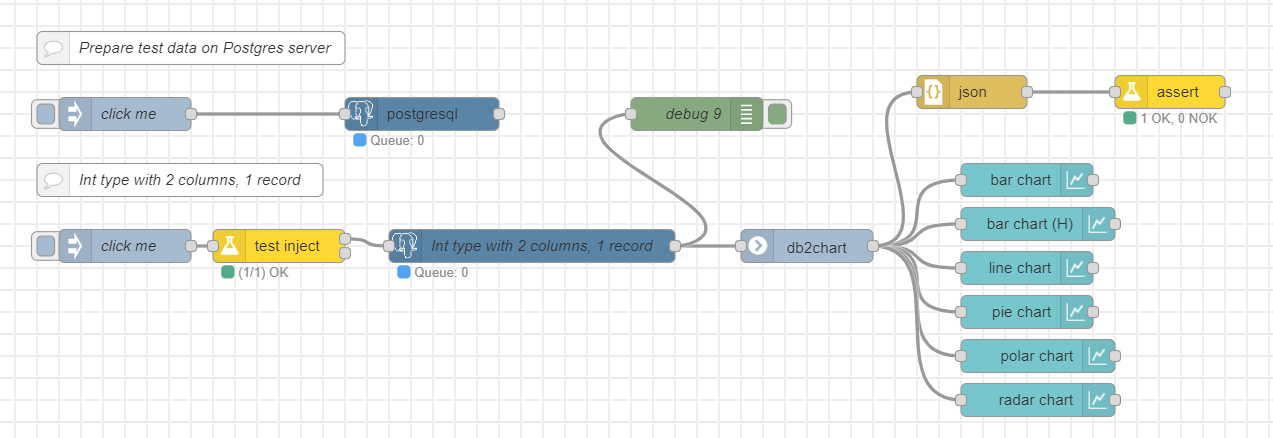 Prepare test data on Postgres server
click me
postgresql
Queue: 0
debug 9
json
assert
1 OK, 0 NOK
Int type with 2 columns, 1 record
click me
test inject
(1/1) OK
Int type with 2 columns, 1 record
Queue: 0
db2chart
bar chart
bar chart (H)
line chart
pie chart
polar chart
radar chart